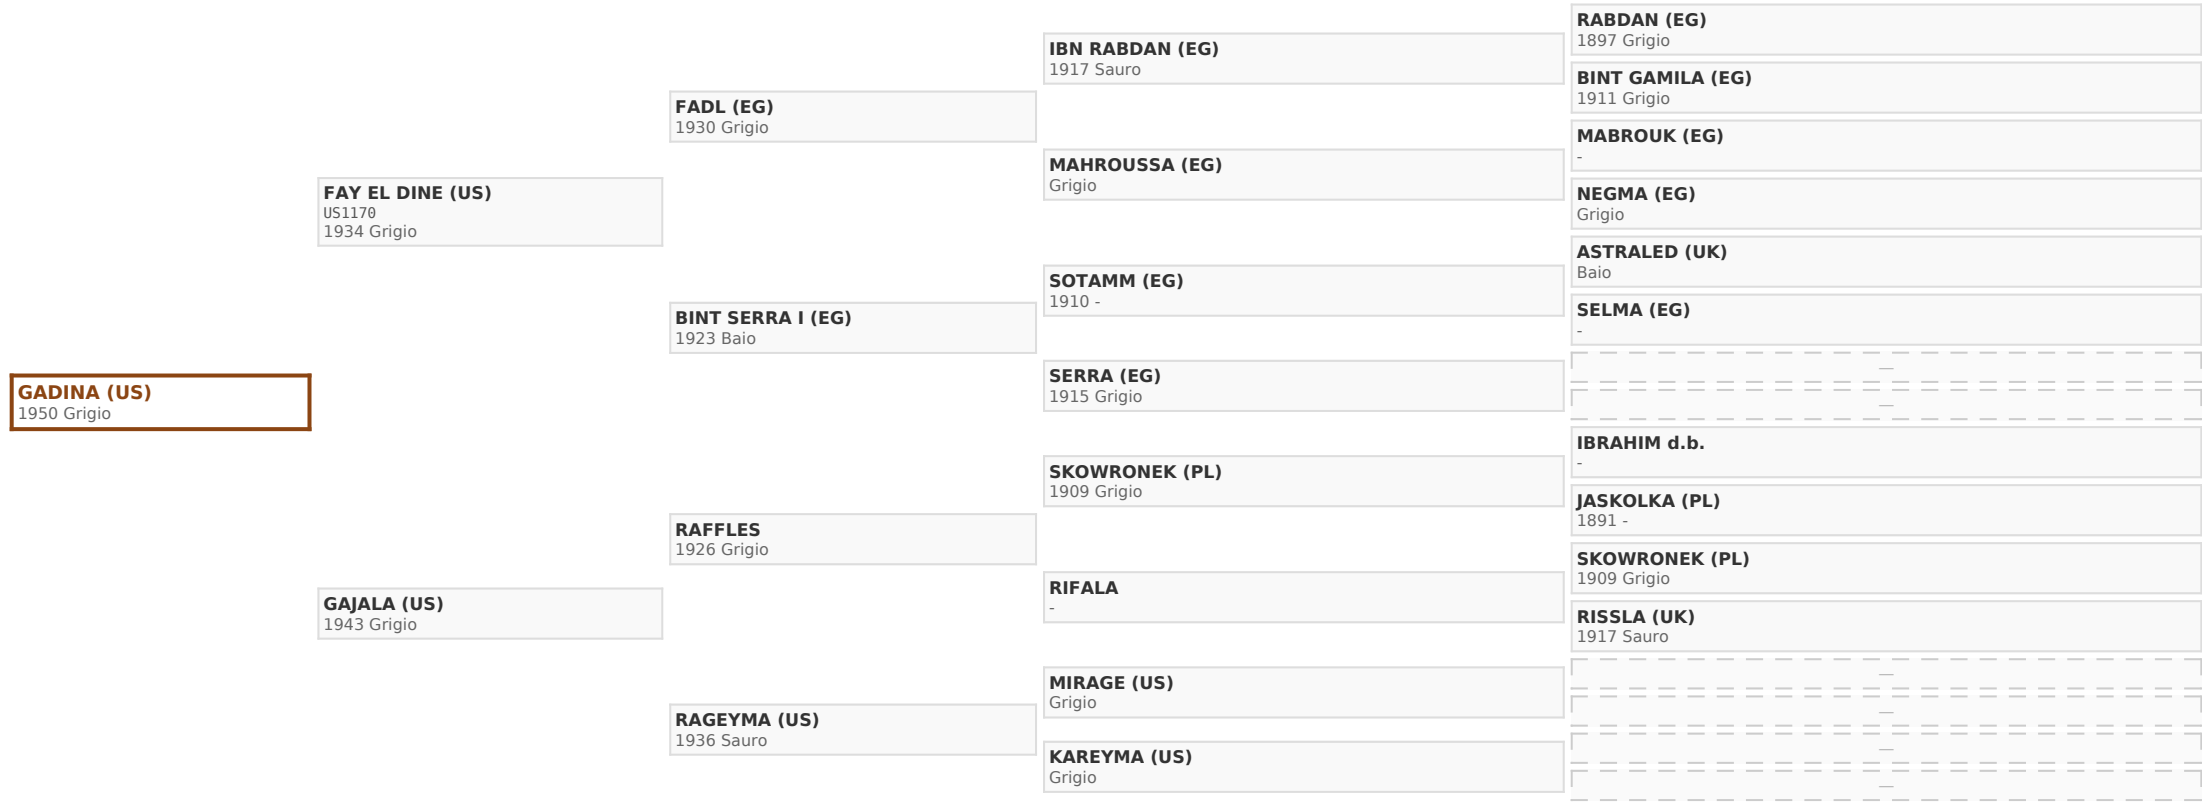 GADINA (US)
1950 Grigio
FAY EL DINE (US)
US1170
1934 Grigio
GAJALA (US)
1943 Grigio
FADL (EG)
1930 Grigio
BINT SERRA I (EG)
1923 Baio
RAFFLES
1926 Grigio
RAGEYMA (US)
1936 Sauro
IBN RABDAN (EG)
1917 Sauro
MAHROUSSA (EG)
Grigio
SOTAMM (EG)
1910 -
SERRA (EG)
1915 Grigio
SKOWRONEK (PL)
1909 Grigio
RIFALA
-
MIRAGE (US)
Grigio
KAREYMA (US)
Grigio
RABDAN (EG)
1897 Grigio
BINT GAMILA (EG)
1911 Grigio
MABROUK (EG)
-
NEGMA (EG)
Grigio
ASTRALED (UK)
Baio
SELMA (EG)
-
—
—
IBRAHIM d.b.
-
JASKOLKA (PL)
1891 -
SKOWRONEK (PL)
1909 Grigio
RISSLA (UK)
1917 Sauro
—
—
—
—